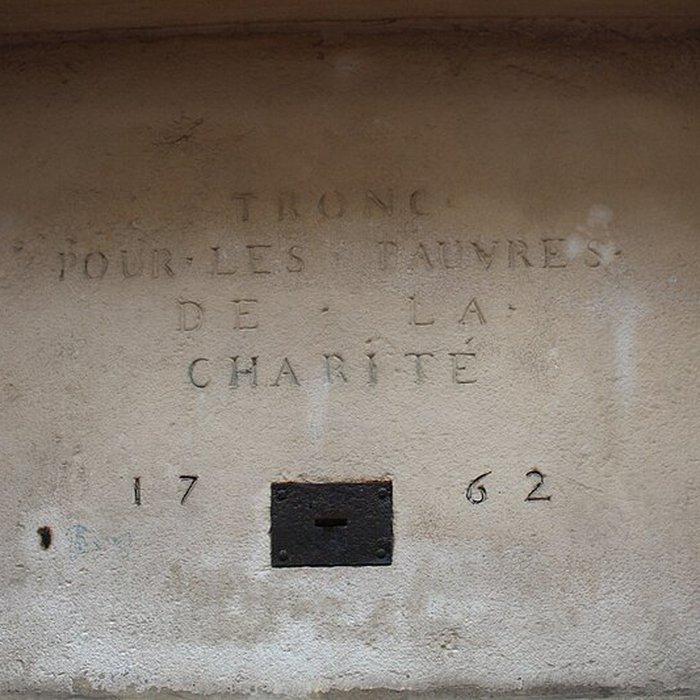 TRONC·
POUR·LES·PAUVRES·
DE · LA·
CHARITÉ
17 62